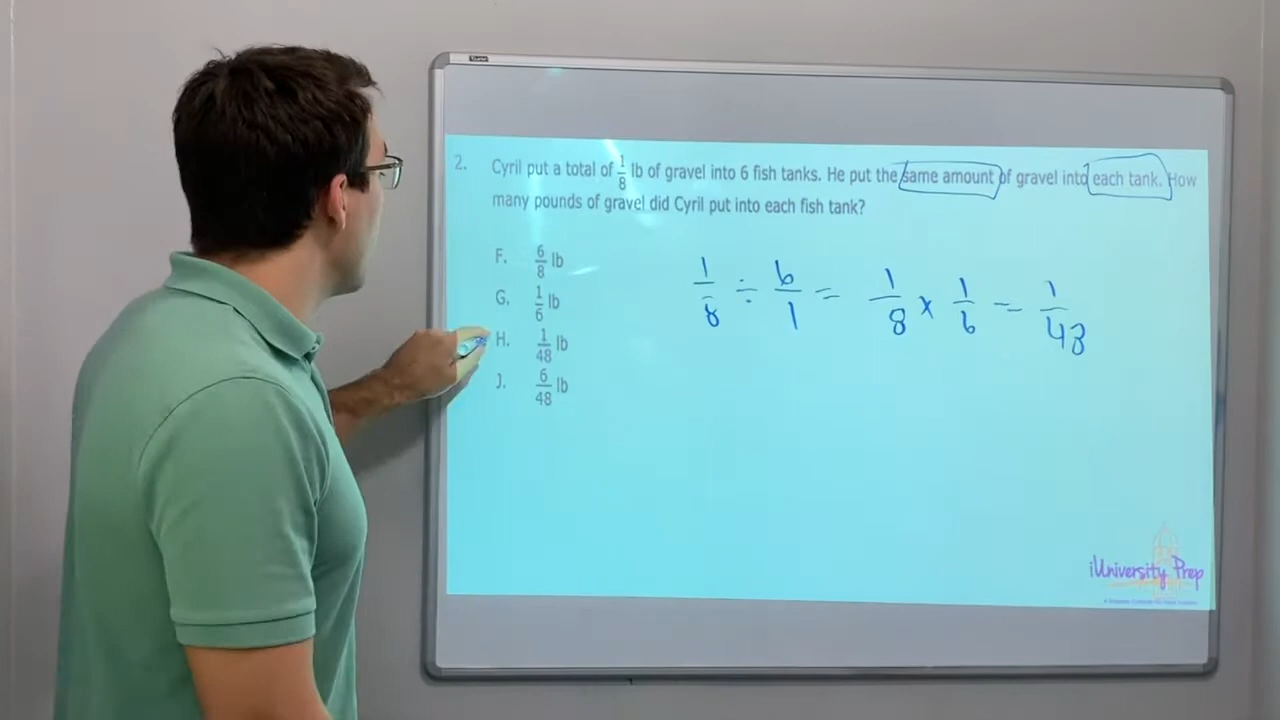 2. Cyril put a total of 1/8 lb of gravel into 6 fish tanks. He put the same amount of gravel into each tank. How
many pounds of gravel did Cyril put into each fish tank?
F. 6/8 lb
G. 1/6 lb
H. 1/48 lb
J. 6/48 lb
1/8 ÷ 6/1 = 1/8 × 1/6 = 1/48
iUniversity Prep